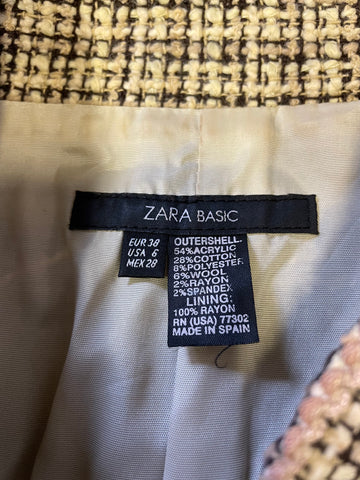 ZARA BASIC
EUR 38
USA 6
MEX 28
OUTERSHELL:
54%ACRYLIC
28%COTTON
8%POLYESTER
6%WOOL
2%RAYON
2%SPANDEX
LINING:
100% RAYON
RN (USA) 77302
MADE IN SPAIN